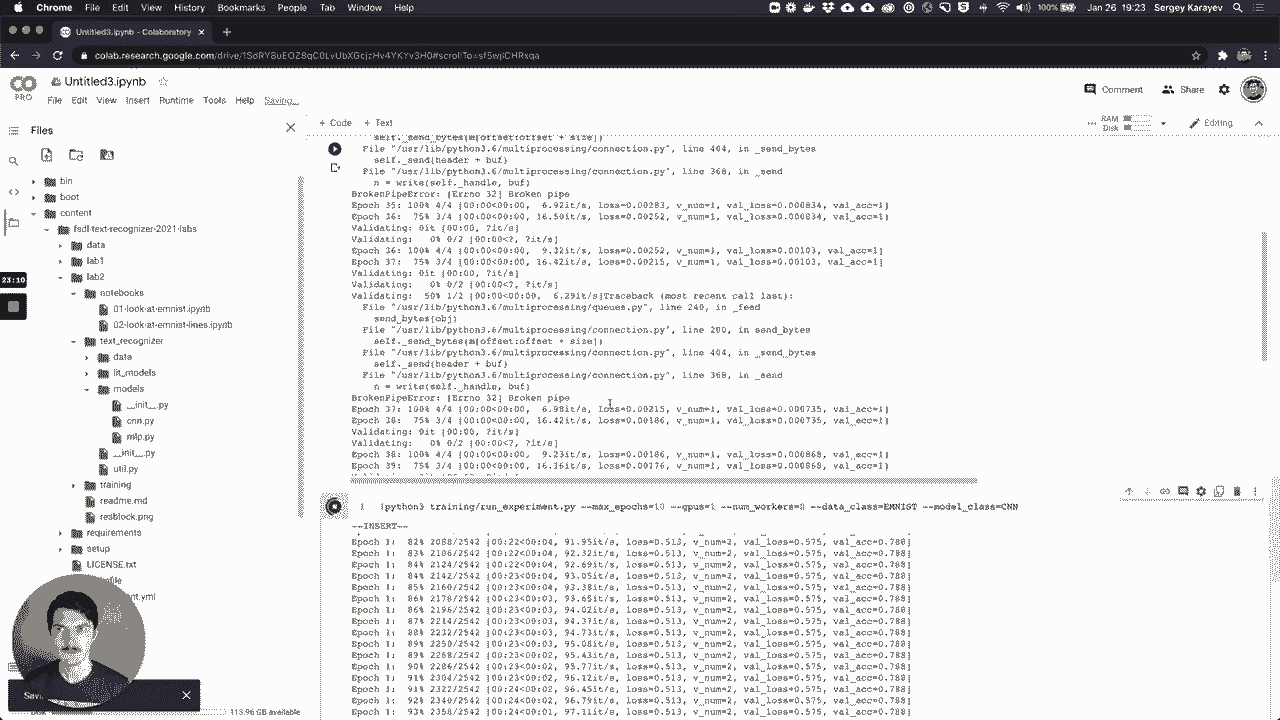 Chrome File Edit View History Bookmarks People Tab Window Help 100% Jan 26 19:23 Sergey Karayev
Untitled3.ipynb - Colaboratory
colab.research.google.com/drive/
CO PRO
Untitled3.ipynb
File Edit View Insert Runtime Tools Help Saving...
Comment Share
Files
+ Code + Text
RAM
Disk
Editing
bin
boot
content
fsdl-text-recognizer-2021-labs
data
lab1
lab2
notebooks
01-look-at-emnist.ipynb
02-look-at-emnist-lines.ipynb
text_recognizer
data
lit_models
models
__init__.py
cnn.py
mlp.py
__init__.py
util.py
training
readme.md
resblock.png
requirements
setup
LICENSE.txt
113.96 GB available
23:10
self._send_bytes(m[offset:offset + size])
File "/usr/lib/python3.6/multiprocessing/connection.py", line 404, in _send_bytes
self._send(header + buf)
File "/usr/lib/python3.6/multiprocessing/connection.py", line 368, in _send
n = write(self._handle, buf)
BrokenPipeError: [Errno 32] Broken pipe
Epoch 35: 100% 4/4 [00:00<00:00, 6.92it/s, loss=0.00283, v_num=1, val_loss=0.000834, val_acc=1]
Epoch 36: 75% 3/4 [00:00<00:00, 16.50it/s, loss=0.00252, v_num=1, val_loss=0.000834, val_acc=1]
Validating: 0it [00:00, ?it/s]
Validating: 0% 0/2 [00:00<?, ?it/s]
Epoch 36: 100% 4/4 [00:00<00:00, 9.32it/s, loss=0.00252, v_num=1, val_loss=0.00103, val_acc=1]
Epoch 37: 75% 3/4 [00:00<00:00, 16.42it/s, loss=0.00215, v_num=1, val_loss=0.00103, val_acc=1]
Validating: 0it [00:00, ?it/s]
Validating: 0% 0/2 [00:00<?, ?it/s]
Validating: 50% 1/2 [00:00<00:00, 6.29it/s]Traceback (most recent call last):
File "/usr/lib/python3.6/multiprocessing/queues.py", line 240, in _feed
send_bytes(obj)
File "/usr/lib/python3.6/multiprocessing/connection.py", line 200, in send_bytes
self._send_bytes(m[offset:offset + size])
File "/usr/lib/python3.6/multiprocessing/connection.py", line 404, in _send_bytes
self._send(header + buf)
File "/usr/lib/python3.6/multiprocessing/connection.py", line 368, in _send
n = write(self._handle, buf)
BrokenPipeError: [Errno 32] Broken pipe
Epoch 37: 100% 4/4 [00:00<00:00, 6.98it/s, loss=0.00215, v_num=1, val_loss=0.000735, val_acc=1]
Epoch 38: 75% 3/4 [00:00<00:00, 16.42it/s, loss=0.00186, v_num=1, val_loss=0.000735, val_acc=1]
Validating: 0it [00:00, ?it/s]
Validating: 0% 0/2 [00:00<?, ?it/s]
Epoch 38: 100% 4/4 [00:00<00:00, 9.23it/s, loss=0.00186, v_num=1, val_loss=0.000868, val_acc=1]
Epoch 39: 75% 3/4 [00:00<00:00, 16.16it/s, loss=0.00176, v_num=1, val_loss=0.000868, val_acc=1]
1 !python3 training/run_experiment.py --max_epochs=10 --gpus=1 --num_workers=8 --data_class=EMNIST --model_class=CNN
--INSERT--
Epoch 1: 82% 2088/2542 [00:22<00:04, 91.95it/s, loss=0.513, v_num=2, val_loss=0.575, val_acc=0.788]
Epoch 1: 83% 2106/2542 [00:22<00:04, 92.32it/s, loss=0.513, v_num=2, val_loss=0.575, val_acc=0.788]
Epoch 1: 84% 2124/2542 [00:22<00:04, 92.69it/s, loss=0.513, v_num=2, val_loss=0.575, val_acc=0.788]
Epoch 1: 84% 2142/2542 [00:23<00:04, 93.05it/s, loss=0.513, v_num=2, val_loss=0.575, val_acc=0.788]
Epoch 1: 85% 2160/2542 [00:23<00:04, 93.38it/s, loss=0.513, v_num=2, val_loss=0.575, val_acc=0.788]
Epoch 1: 86% 2178/2542 [00:23<00:03, 93.65it/s, loss=0.513, v_num=2, val_loss=0.575, val_acc=0.788]
Epoch 1: 86% 2196/2542 [00:23<00:03, 94.02it/s, loss=0.513, v_num=2, val_loss=0.575, val_acc=0.788]
Epoch 1: 87% 2214/2542 [00:23<00:03, 94.37it/s, loss=0.513, v_num=2, val_loss=0.575, val_acc=0.788]
Epoch 1: 88% 2232/2542 [00:23<00:03, 94.73it/s, loss=0.513, v_num=2, val_loss=0.575, val_acc=0.788]
Epoch 1: 89% 2250/2542 [00:23<00:03, 95.08it/s, loss=0.513, v_num=2, val_loss=0.575, val_acc=0.788]
Epoch 1: 89% 2268/2542 [00:23<00:02, 95.43it/s, loss=0.513, v_num=2, val_loss=0.575, val_acc=0.788]
Epoch 1: 90% 2286/2542 [00:23<00:02, 95.77it/s, loss=0.513, v_num=2, val_loss=0.575, val_acc=0.788]
Epoch 1: 91% 2304/2542 [00:23<00:02, 96.12it/s, loss=0.513, v_num=2, val_loss=0.575, val_acc=0.788]
Epoch 1: 91% 2322/2542 [00:24<00:02, 96.45it/s, loss=0.513, v_num=2, val_loss=0.575, val_acc=0.788]
Epoch 1: 92% 2340/2542 [00:24<00:02, 96.79it/s, loss=0.513, v_num=2, val_loss=0.575, val_acc=0.788]
Epoch 1: 93% 2358/2542 [00:24<00:01, 97.11it/s, loss=0.513, v_num=2, val_loss=0.575, val_acc=0.788]